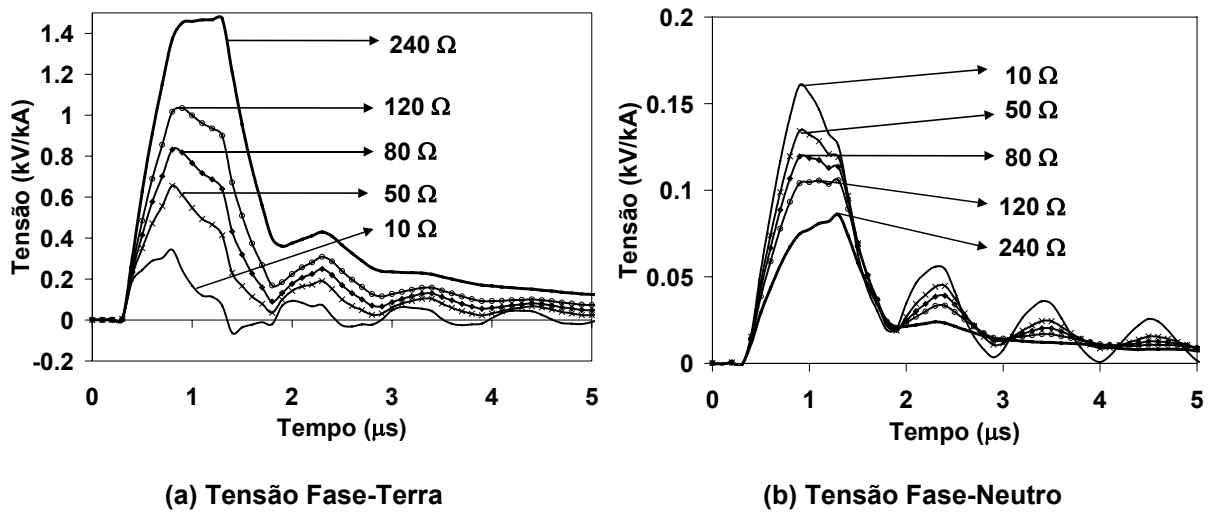 1.4
1.2
1
0.8
0.6
0.4
0.2
0
-0.2
Tensão (kV/kA)
240 Ω
120 Ω
80 Ω
50 Ω
10 Ω
0 1 2 3 4 5
Tempo (μs)
(a) Tensão Fase-Terra
0.2
0.15
0.1
0.05
0
Tensão (kV/kA)
10 Ω
50 Ω
80 Ω
120 Ω
240 Ω
0 1 2 3 4 5
Tempo (μs)
(b) Tensão Fase-Neutro